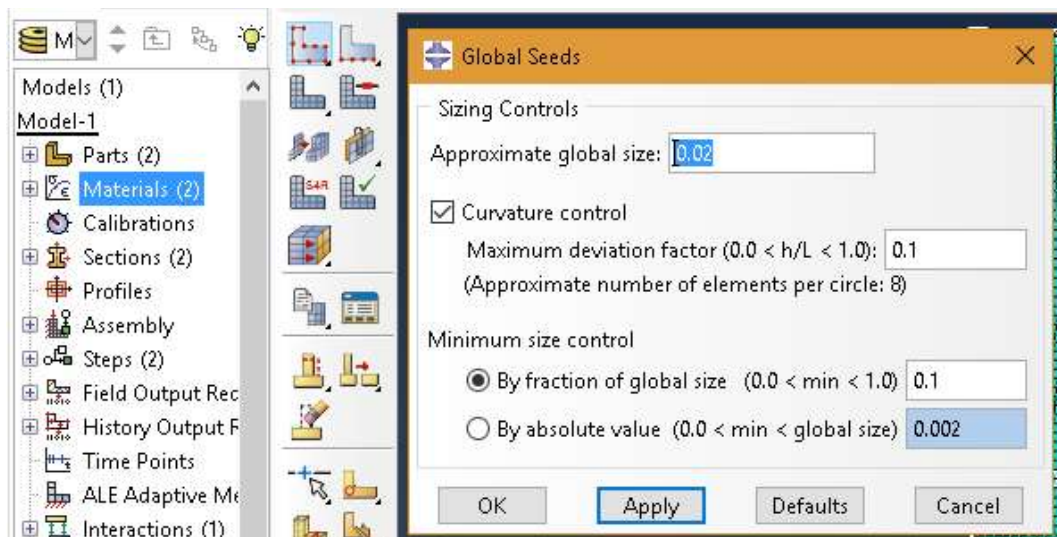 M
Models (1)
Model-1
Parts (2)
Materials (2)
Calibrations
Sections (2)
Profiles
Assembly
Steps (2)
Field Output Rec
History Output R
Time Points
ALE Adaptive Me
Interactions (1)
S4R
Global Seeds
Sizing Controls
Approximate global size: 0.02
Curvature control
Maximum deviation factor (0.0 < h/L < 1.0): 0.1
(Approximate number of elements per circle: 8)
Minimum size control
By fraction of global size (0.0 < min < 1.0) 0.1
By absolute value (0.0 < min < global size) 0.002
OK Apply Defaults Cancel